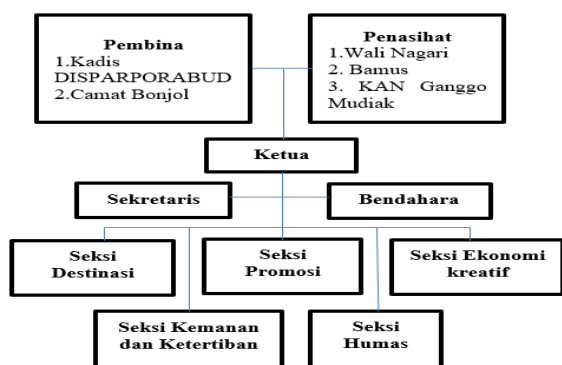 Pembina
1.Kadis
DISPARPORABUD
2.Camat Bonjol
Penasihat
1.Wali Nagari
2. Bamus
3. KAN Ganggo
Mudiak
Ketua
Sekretaris
Bendahara
Seksi
Destinasi
Seksi
Promosi
Seksi Ekonomi
kreatif
Seksi Kemanan
dan Ketertiban
Seksi
Humas